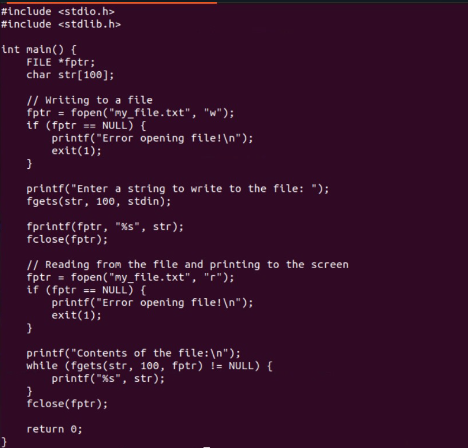 #include <stdio.h>
#include <stdlib.h>

int main() {
    FILE *fptr;
    char str[100];

    // Writing to a file
    fptr = fopen("my_file.txt", "w");
    if (fptr == NULL) {
        printf("Error opening file!\n");
        exit(1);
    }

    printf("Enter a string to write to the file: ");
    fgets(str, 100, stdin);

    fprintf(fptr, "%s", str);
    fclose(fptr);

    // Reading from the file and printing to the screen
    fptr = fopen("my_file.txt", "r");
    if (fptr == NULL) {
        printf("Error opening file!\n");
        exit(1);
    }

    printf("Contents of the file:\n");
    while (fgets(str, 100, fptr) != NULL) {
        printf("%s", str);
    }
    fclose(fptr);

    return 0;
}